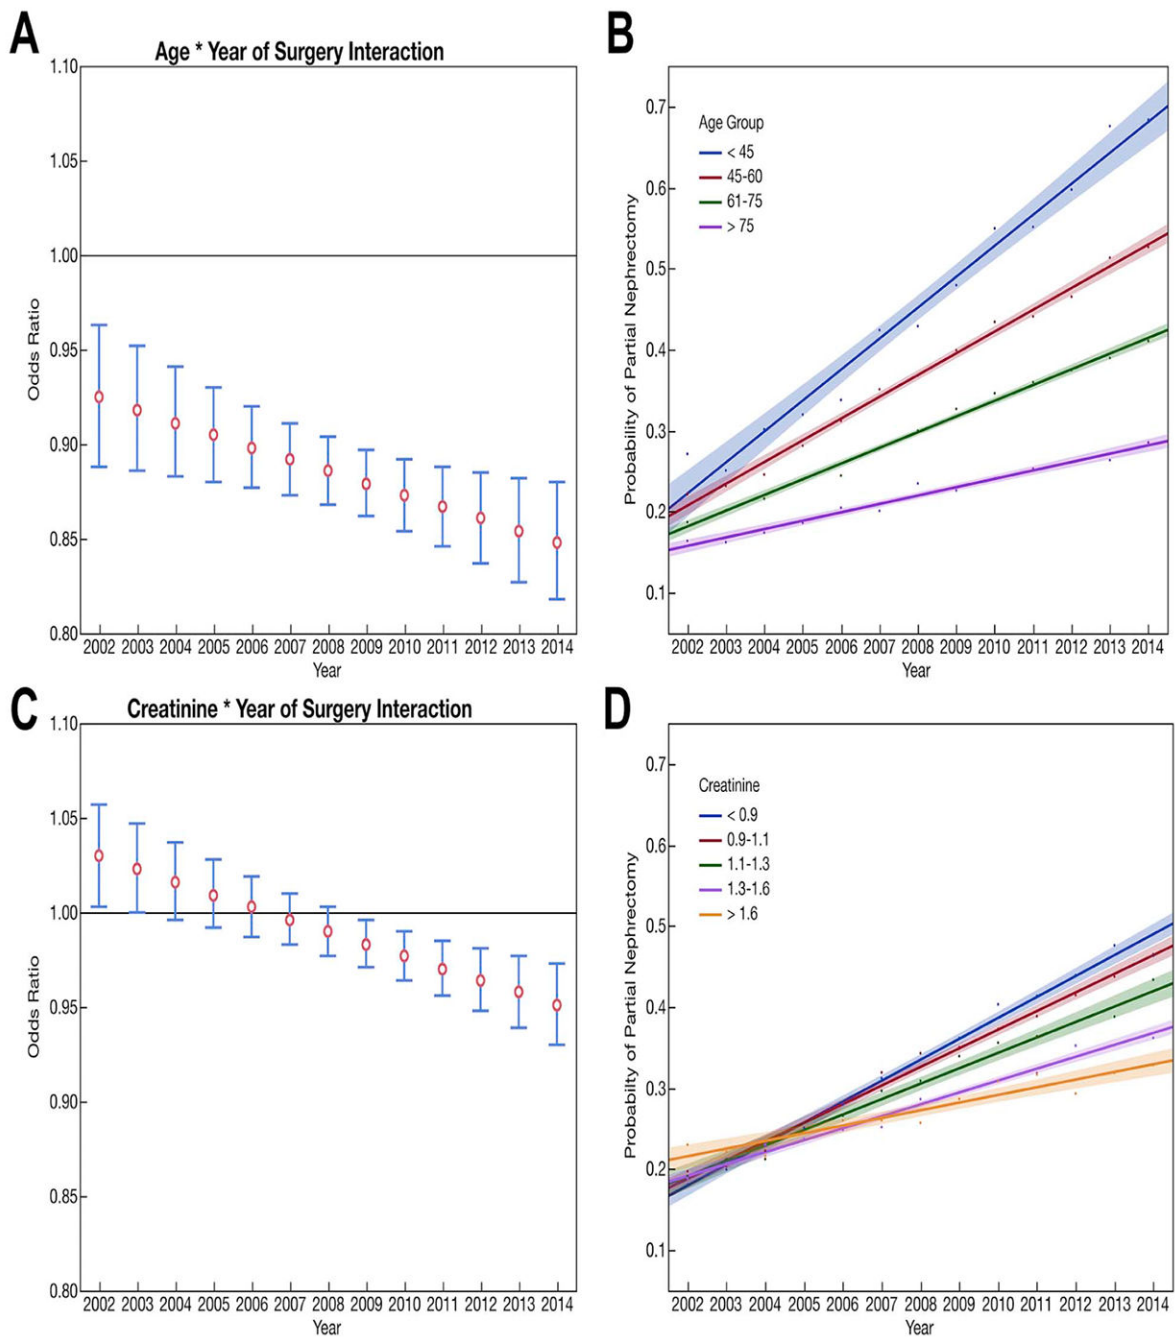 A
Age * Year of Surgery Interaction
1.10
1.05
1.00
0.95
0.90
0.85
0.80
Odds Ratio
2002 2003 2004 2005 2006 2007 2008 2009 2010 2011 2012 2013 2014
Year
B
0.7
0.6
0.5
0.4
0.3
0.2
0.1
Probability of Partial Nephrectomy
Age Group
< 45
45-60
61-75
> 75
2002 2003 2004 2005 2006 2007 2008 2009 2010 2011 2012 2013 2014
Year
C
Creatinine * Year of Surgery Interaction
1.10
1.05
1.00
0.95
0.90
0.85
0.80
Odds Ratio
2002 2003 2004 2005 2006 2007 2008 2009 2010 2011 2012 2013 2014
Year
D
0.7
0.6
0.5
0.4
0.3
0.2
0.1
Probability of Partial Nephrectomy
Creatinine
< 0.9
0.9-1.1
1.1-1.3
1.3-1.6
> 1.6
2002 2003 2004 2005 2006 2007 2008 2009 2010 2011 2012 2013 2014
Year